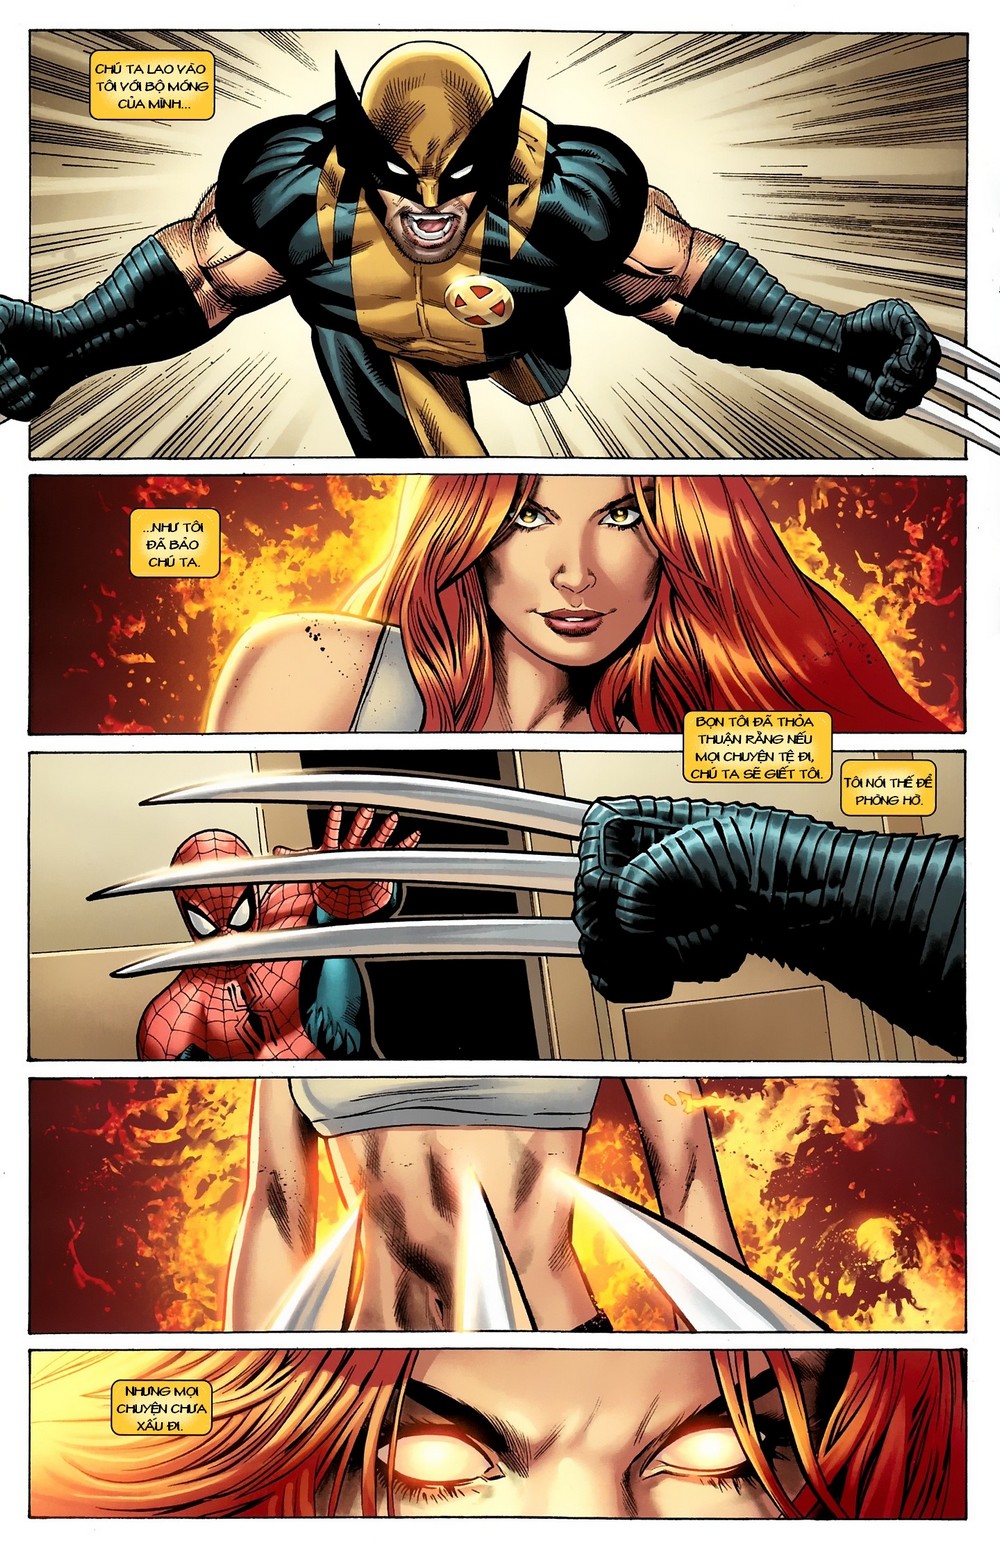 CHÚ TA LAO VÀO
TÔI VỚI BỘ MÓNG
CỦA MÌNH...
...NHƯ TÔI
ĐÃ BẢO
CHÚ TA.
BỌN TÔI ĐÃ THỎA
THUẬN RẰNG NẾU
MỌI CHUYỆN TỆ ĐI,
CHÚ TA SẼ GIẾT TÔI.
TÔI NÓI THẾ ĐỀ
PHÒNG HỜ.
NHƯNG MỌI
CHUYỆN CHƯA
XẤU ĐI.